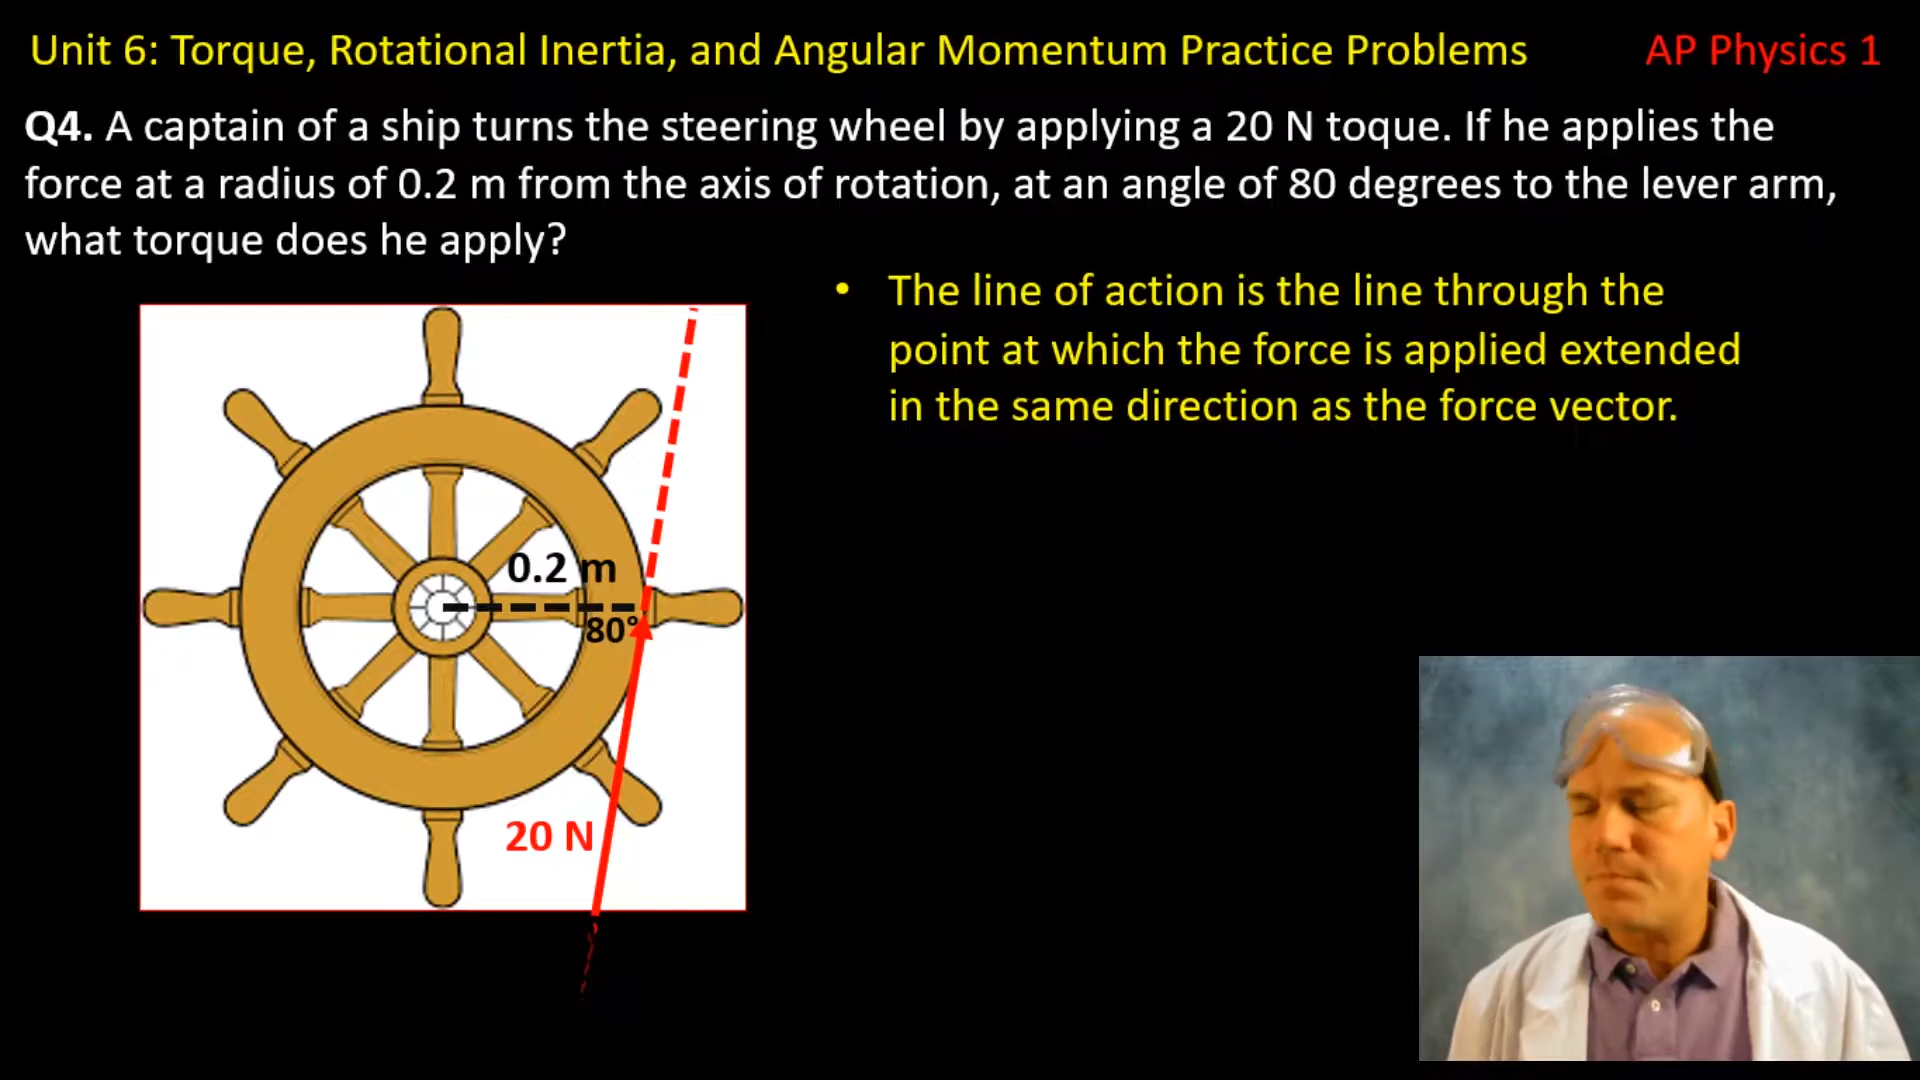 Unit 6: Torque, Rotational Inertia, and Angular Momentum Practice Problems
AP Physics 1
Q4. A captain of a ship turns the steering wheel by applying a 20 N toque. If he applies the
force at a radius of 0.2 m from the axis of rotation, at an angle of 80 degrees to the lever arm,
what torque does he apply?
• The line of action is the line through the
point at which the force is applied extended
in the same direction as the force vector.
0.2 m
80°
20 N